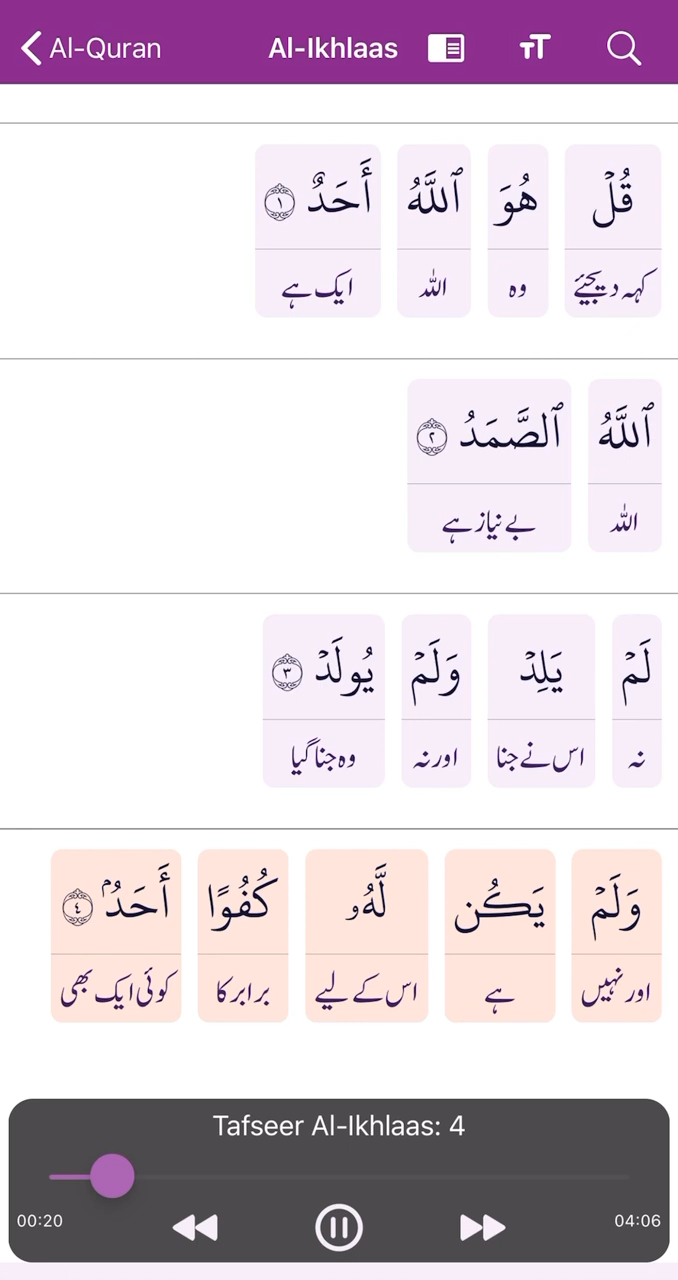 Al-Quran Al-Ikhlaas
قُلۡ هُوَ ٱللَّهُ أَحَدٌ ١
کہہ دیجیئے وہ اللہ ایک ہے
ٱللَّهُ ٱلصَّمَدُ ٢
اللہ بے نیاز ہے
لَمۡ يَلِدۡ وَلَمۡ يُولَدۡ ٣
نہ اس نے جنا اور نہ وہ جنا گیا
وَلَمۡ يَكُن لَّهُۥ كُفُوًا أَحَدُۢ ٤
اور نہیں ہے اس کے لیے برابر کا کوئی ایک بھی
Tafseer Al-Ikhlaas: 4
00:20 04:06